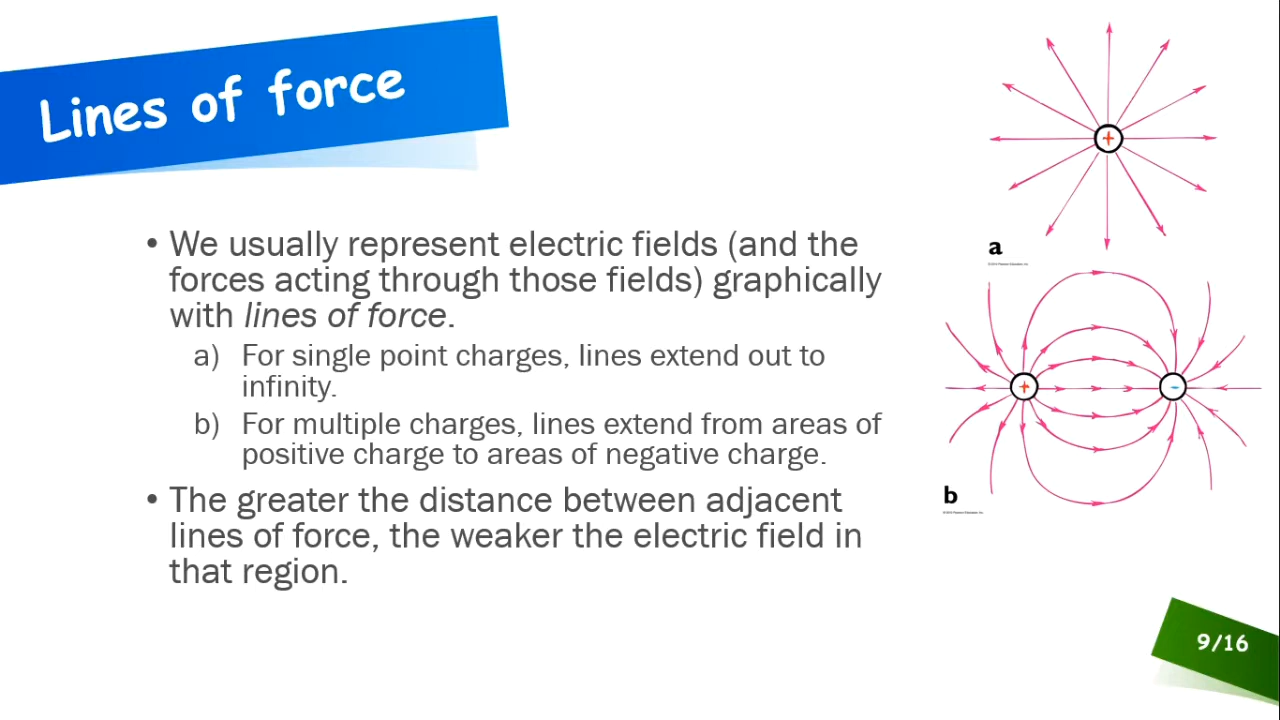 Lines of force
• We usually represent electric fields (and the
forces acting through those fields) graphically
with lines of force.
a) For single point charges, lines extend out to
infinity.
b) For multiple charges, lines extend from areas of
positive charge to areas of negative charge.
• The greater the distance between adjacent
lines of force, the weaker the electric field in
that region.
+
a
+ -
b
9/16